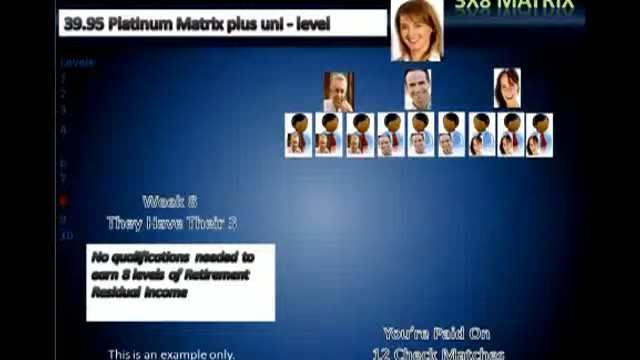 39.95 Platinum Matrix plus uni - level
3X8 MATRIX
Levels
1
2
3
4
7
8
9
10
Week 8
They Have Their 3
No qualifications needed to
earn 8 levels of Retirement
Residual Income
You're Paid On
12 Check Matches
This is an example only.